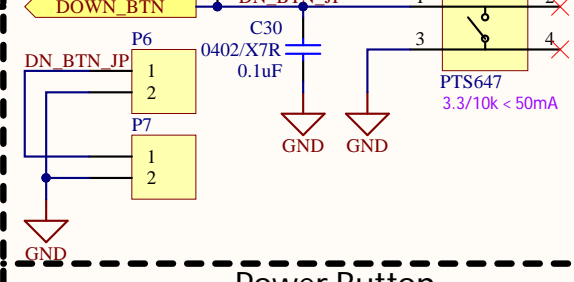 DOWN_BTN
DN_BTN_JP
1
2
C30
0402/X7R
0.1uF
3
4
PTS647
3.3/10k < 50mA
P6
DN_BTN_JP
1
2
P7
1
2
GND
GND
GND
Power Button